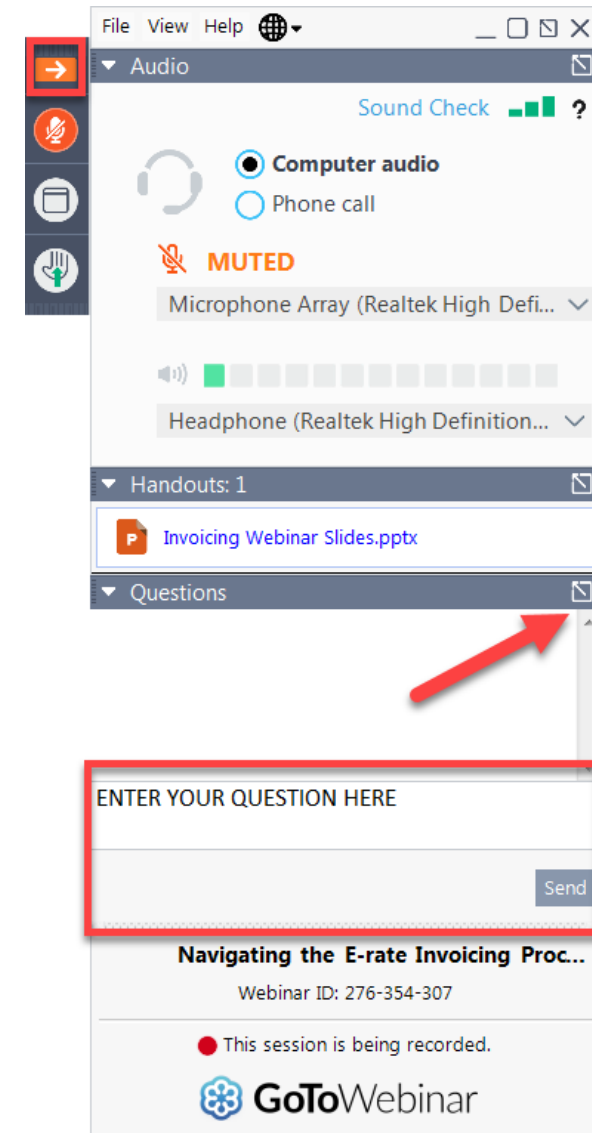 File View Help
Audio
Sound Check ?
Computer audio
Phone call
MUTED
Microphone Array (Realtek High Defi...
Headphone (Realtek High Definition...
Handouts: 1
P Invoicing Webinar Slides.pptx
Questions
ENTER YOUR QUESTION HERE
Send
Navigating the E-rate Invoicing Proc...
Webinar ID: 276-354-307
This session is being recorded.
GoToWebinar